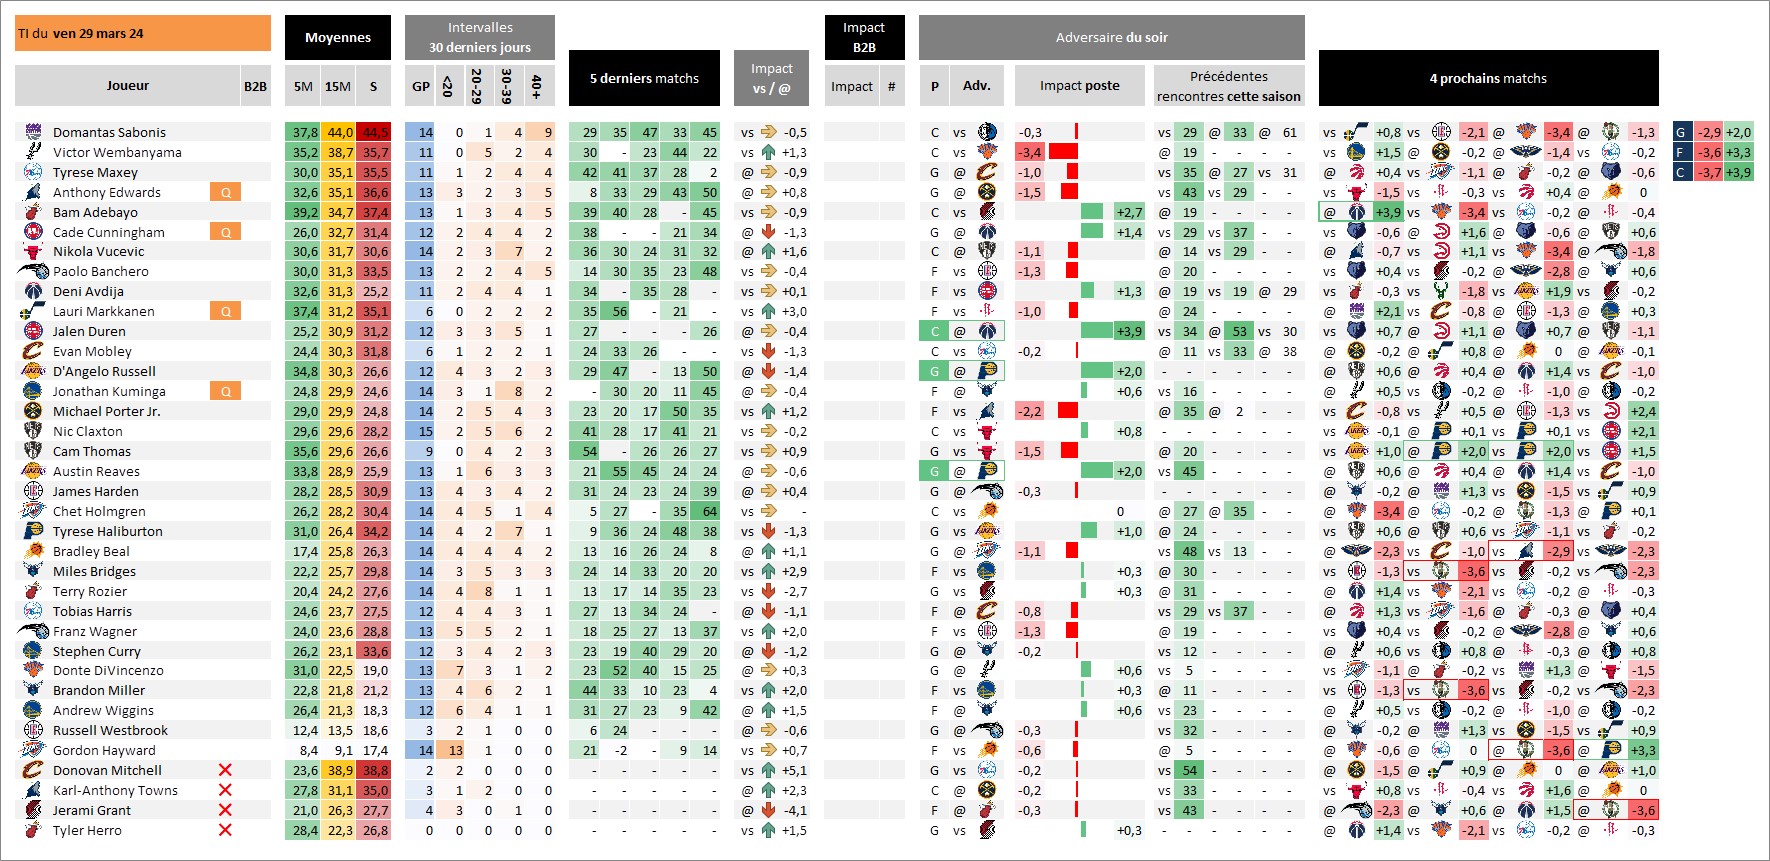 TI du ven 29 mars 24
Moyennes
Intervalles
30 derniers jours
5 derniers matchs
Impact
vs / @
Impact
B2B
Adversaire du soir
4 prochains matchs
Joueur B2B 5M 15M S GP <20 20-29 30-39 40+ Impact # P Adv. Impact poste Précédentes
rencontres cette saison
Domantas Sabonis 37,8 44,0 44,5 14 0 1 4 9 29 35 47 33 45 vs -0,5 C vs -0,3 vs 29 @ 33 @ 61 vs +0,8 vs -2,1 @ -3,4 @ -1,3 G -2,9 +2,0
Victor Wembanyama 35,2 38,7 35,7 11 0 5 2 4 30 - 23 44 22 vs +1,3 C vs -3,4 @ 19 - - - - vs +1,5 @ -0,2 @ -1,4 vs -0,2 F -3,6 +3,3
Tyrese Maxey 30,0 35,1 35,5 11 1 2 4 4 42 41 37 28 2 @ -0,9 G @ -1,0 vs 35 @ 27 vs 31 @ +0,4 vs -1,1 @ -0,2 @ -0,6 C -3,7 +3,9
Anthony Edwards Q 32,6 35,1 36,6 13 3 2 3 5 8 33 29 43 50 @ +0,8 G @ -1,5 vs 43 vs 29 - - vs -1,5 vs -0,3 vs +0,4 @ 0
Bam Adebayo 39,2 34,7 37,4 13 1 3 4 5 39 40 28 - 45 vs -0,9 C vs +2,7 @ 19 - - - - @ +3,9 vs -3,4 vs -0,2 @ -0,4
Cade Cunningham Q 26,0 32,7 31,4 12 2 4 4 2 38 - - 21 34 @ -1,3 G @ +1,4 vs 29 vs 37 - - vs -0,6 vs +1,6 @ -0,6 @ +0,6
Nikola Vucevic 30,6 31,7 30,6 14 2 3 7 2 36 30 24 31 32 vs +1,6 C @ -1,1 @ 14 vs 29 - - @ -0,7 vs +1,1 vs -3,4 @ -1,8
Paolo Banchero 30,0 31,3 33,5 13 2 2 4 5 14 30 35 23 48 vs -0,4 F vs -1,3 @ 20 - - - - vs +0,4 vs -0,2 @ -2,8 @ +0,6
Deni Avdija 32,6 31,3 25,2 11 2 4 4 1 34 - 35 28 - vs +0,1 F vs +1,3 @ 19 vs 19 @ 29 vs -0,3 vs -1,8 vs +1,9 vs -0,2
Lauri Markkanen Q 37,4 31,2 35,1 6 0 2 2 2 35 56 - 21 - vs +3,0 F vs -1,0 @ 24 - - - - @ +2,1 vs -0,8 @ -1,3 @ +0,3
Jalen Duren 25,2 30,9 31,2 12 3 3 5 1 27 - - - 26 @ -0,4 C @ +3,9 vs 34 @ 53 vs 30 vs +0,7 @ +1,1 @ +0,7 @ -1,1
Evan Mobley 24,4 30,3 31,8 6 1 2 2 1 24 33 26 - - vs -1,3 C vs -0,2 @ 11 vs 33 @ 38 @ -0,2 @ +0,8 @ 0 @ -0,1
D'Angelo Russell 34,8 30,3 26,6 12 4 3 2 3 29 47 - 13 50 @ -1,4 G @ +2,0 - - - - - - @ +0,6 @ +0,4 @ +1,4 vs -1,0
Jonathan Kuminga Q 24,8 29,9 24,6 14 3 1 8 2 - 30 20 11 45 @ -0,4 F @ +0,6 vs 16 - - - - @ +0,5 vs -0,2 @ -1,0 @ -0,2
Michael Porter Jr. 29,0 29,9 24,8 14 2 5 4 3 23 20 17 50 35 vs +1,2 F vs -2,2 @ 35 @ 2 - - vs -0,8 vs +0,5 @ -1,3 vs +2,4
Nic Claxton 29,6 29,6 28,2 15 2 5 6 2 41 28 17 41 21 vs -0,2 C vs +0,8 - - - - - - vs -0,1 @ +0,1 vs +0,1 vs +2,1
Cam Thomas 35,6 29,6 26,6 9 0 4 2 3 54 - 26 26 27 vs +0,9 G vs -1,5 @ 20 - - - - vs +1,0 @ +2,0 vs +2,0 vs +1,5
Austin Reaves 33,8 28,9 25,9 13 1 6 3 3 21 55 45 24 24 @ -0,6 G @ +2,0 vs 45 - - - - @ +0,6 @ +0,4 @ +1,4 vs -1,0
James Harden 28,2 28,5 30,9 13 4 3 4 2 31 24 23 24 39 @ +0,4 G @ -0,3 - - - - - - @ -0,2 @ +1,3 vs -1,5 vs +0,9
Chet Holmgren 26,2 28,2 30,4 14 4 5 1 4 5 27 - 35 64 vs - C vs 0 @ 27 @ 35 - - @ -3,4 @ -0,2 @ -1,3 @ +0,1
Tyrese Haliburton 31,0 26,4 34,2 12 4 2 7 1 9 36 24 48 38 vs -1,3 G vs +1,0 @ 24 - - - - vs +0,6 @ +0,6 vs -1,1 vs -0,2
Bradley Beal 17,4 25,8 26,3 14 4 4 4 2 13 16 26 24 8 @ +1,1 G @ -1,1 vs 48 vs 13 - - @ -2,3 vs -1,0 vs -2,9 vs -2,3
Miles Bridges 22,2 25,7 29,8 14 3 5 3 3 24 14 33 20 20 vs +2,9 F vs +0,3 @ 30 - - - - vs -1,3 vs -3,6 vs -0,2 vs -2,3
Terry Rozier 20,4 24,2 27,6 14 4 8 1 1 13 17 14 35 23 vs -2,7 G vs +0,3 @ 31 - - - - @ +1,4 vs -2,1 vs -0,2 @ -0,3
Tobias Harris 24,6 23,7 27,5 12 4 4 3 1 27 13 34 24 - @ -1,1 F @ -0,8 vs 29 vs 37 - - @ +1,3 vs -1,6 @ -0,3 @ +0,4
Franz Wagner 24,0 23,6 28,8 13 5 5 2 1 18 25 27 13 37 vs +2,0 F vs -1,3 @ 19 - - - - vs +0,4 vs -0,2 @ -2,8 @ +0,6
Stephen Curry 26,2 23,1 33,6 12 3 4 2 3 23 19 40 29 20 @ -1,2 G @ -0,2 vs 12 - - - - @ +0,6 vs +0,8 @ -0,3 @ +0,8
Donte DiVincenzo 31,0 22,5 19,0 13 7 3 1 2 23 52 40 15 25 @ +0,3 G @ +0,6 vs 5 - - - - vs -1,1 @ -0,2 vs +1,3 @ -1,5
Brandon Miller 22,8 21,8 21,2 13 4 6 2 1 44 33 10 23 4 vs +2,0 F vs +0,3 @ 11 - - - - vs -1,3 vs -3,6 vs -0,2 vs -2,3
Andrew Wiggins 26,4 21,3 18,3 12 6 4 1 1 31 27 23 9 42 @ +1,5 F @ +0,6 vs 23 - - - - @ +0,5 vs -0,2 @ -1,0 @ -0,2
Russell Westbrook 12,4 13,5 18,6 3 2 1 0 0 6 24 - - - @ -0,6 G @ -0,3 vs 32 - - - - @ -0,2 @ +1,3 vs -1,5 vs +0,9
Gordon Hayward 8,4 9,1 17,4 14 13 1 0 0 21 -2 - 9 14 vs +0,7 F vs -0,6 @ 5 - - - - @ -0,6 @ 0 @ -3,6 @ +3,3
Donovan Mitchell 23,6 38,9 38,8 2 2 0 0 0 - - - - - vs +5,1 G vs -0,2 vs 54 - - - - @ -1,5 @ +0,9 @ 0 @ +1,0
Karl-Anthony Towns 27,8 31,1 35,0 3 1 2 0 0 - - - - - @ +2,3 C @ -0,2 vs 33 - - - - vs +0,8 vs -0,4 vs +1,6 @ 0
Jerami Grant 21,0 26,3 27,7 4 3 0 1 0 - - - - - @ -4,1 F @ -0,3 vs 43 - - - - @ -2,3 @ +0,6 @ +1,5 @ -3,6
Tyler Herro 28,4 22,3 26,8 0 0 0 0 0 - - - - - vs +1,5 G vs +0,3 - - - - - - @ +1,4 vs -2,1 vs -0,2 @ -0,3